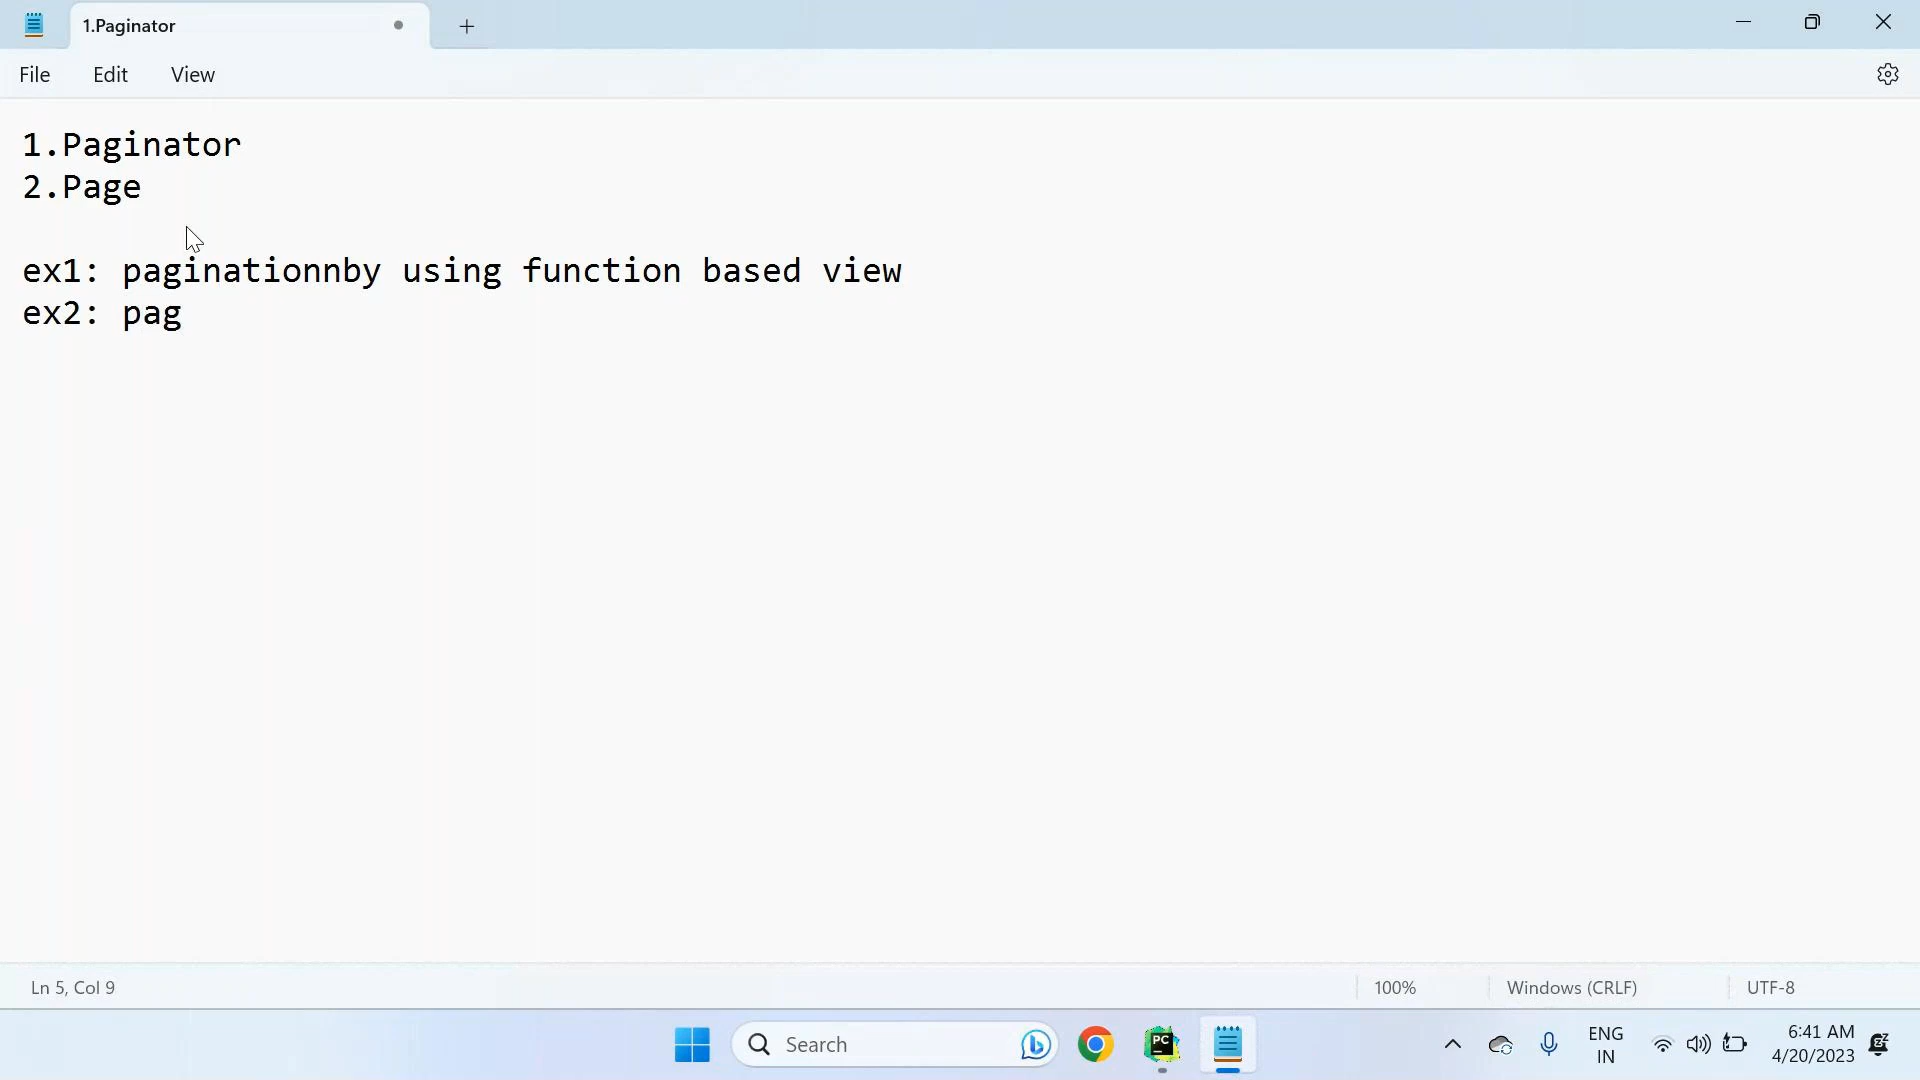 1.Paginator
File Edit View
1.Paginator
2.Page
ex1: paginationnby using function based view
ex2: pag
Ln 5, Col 9 100% Windows (CRLF) UTF-8
Search PC ENG IN 6:41 AM 4/20/2023